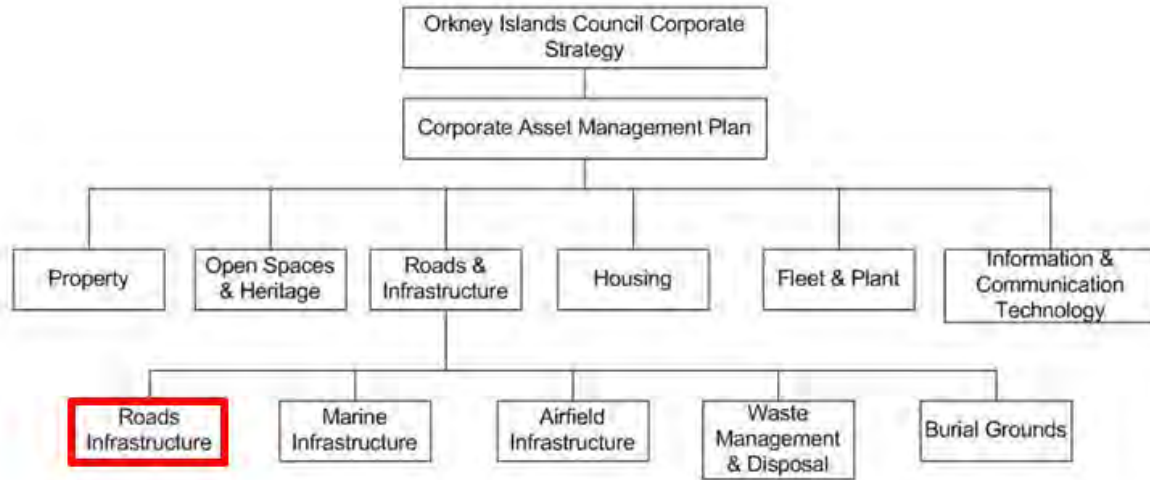 Orkney Islands Council Corporate
Strategy
Corporate Asset Management Plan
Property
Open Spaces
& Heritage
Roads &
Infrastructure
Housing
Fleet & Plant
Information &
Communication
Technology
Roads
Infrastructure
Marine
Infrastructure
Airfield
Infrastructure
Waste
Management
& Disposal
Burial Grounds